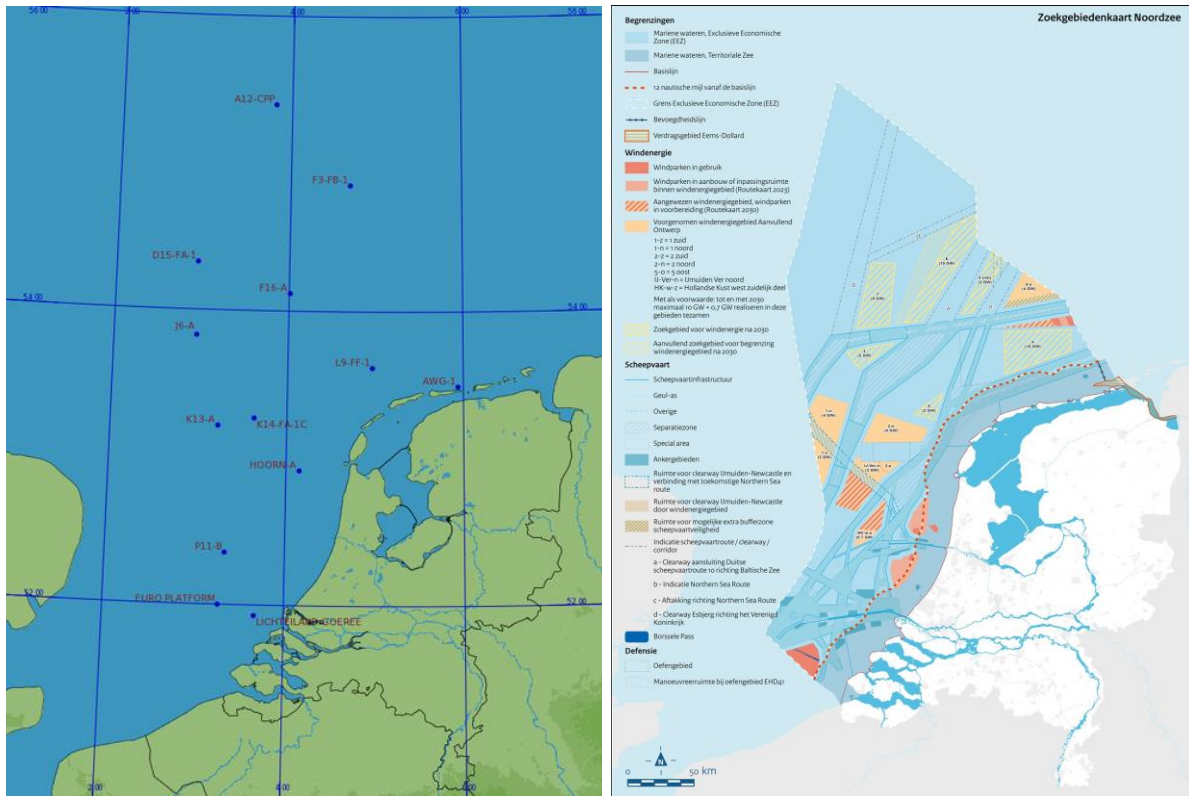 2 00
4 00
6 00
56 00
56 00
A12-CPP
F3-FB-1
D15-FA-1
F16-A
54 00
54 00
J6-A
L9-FF-1
AWG-1
K13-A
K14-FA-1C
HOORN-A
P11-B
52 00
EURO PLATFORM
52 00
LICHTEILAND GOEREE
2 00
4 00
Zoekgebiedenkaart Noordzee
Begrenzingen
Mariene wateren, Exclusieve Economische
Zone (EEZ)
Mariene wateren, Territoriale Zee
Basislijn
12 nautische mijl vanaf de basislijn
Grens Exclusieve Economische Zone (EEZ)
Bevoegdheidslijn
Verdragsgebied Eems-Dollard
Windenergie
Windparken in gebruik
Windparken in aanbouw of inpassingsruimte
binnen windenergiegebied (Routekaart 2023)
Aangewezen windenergiegebied, windparken
in voorbereiding (Routekaart 2030)
Voorgenomen windenergiegebied Aanvullend
Ontwerp
1-z = 1 zuid
1-n = 1 noord
2-z = 2 zuid
2-n = 2 noord
5-o = 5 oost
IJ-Ver-n = IJmuiden Ver noord
HK-w-z = Hollandse Kust west zuidelijk deel
Met als voorwaarde: tot en met 2030
maximaal 10 GW + 0,7 GW realiseren in deze
gebieden tezamen
Zoekgebied voor windenergie na 2030
Aanvullend zoekgebied voor begrenzing
windenergiegebied na 2030
Scheepvaart
Scheepvaartinfrastructuur
Geul-as
Overige
Separatiezone
Special area
Ankergebieden
Ruimte voor clearway IJmuiden-Newcastle en
verbinding met toekomstige Northern Sea
route
Ruimte voor clearway IJmuiden-Newcastle
door windenergiegebied
Ruimte voor mogelijke extra bufferzone
scheepvaartveiligheid
Indicatie scheepvaartroute / clearway /
corridor
a - Clearway aansluiting Duitse
scheepvaartroute 10 richting Baltische Zee
b - Indicatie Northern Sea Route
c - Aftakking richting Northern Sea Route
d - Clearway Esbjerg richting het Verenigd
Koninkrijk
Borssele Pass
Defensie
Oefengebied
Manoeuvreerruimte bij oefengebied EHD41
N
0 50 km